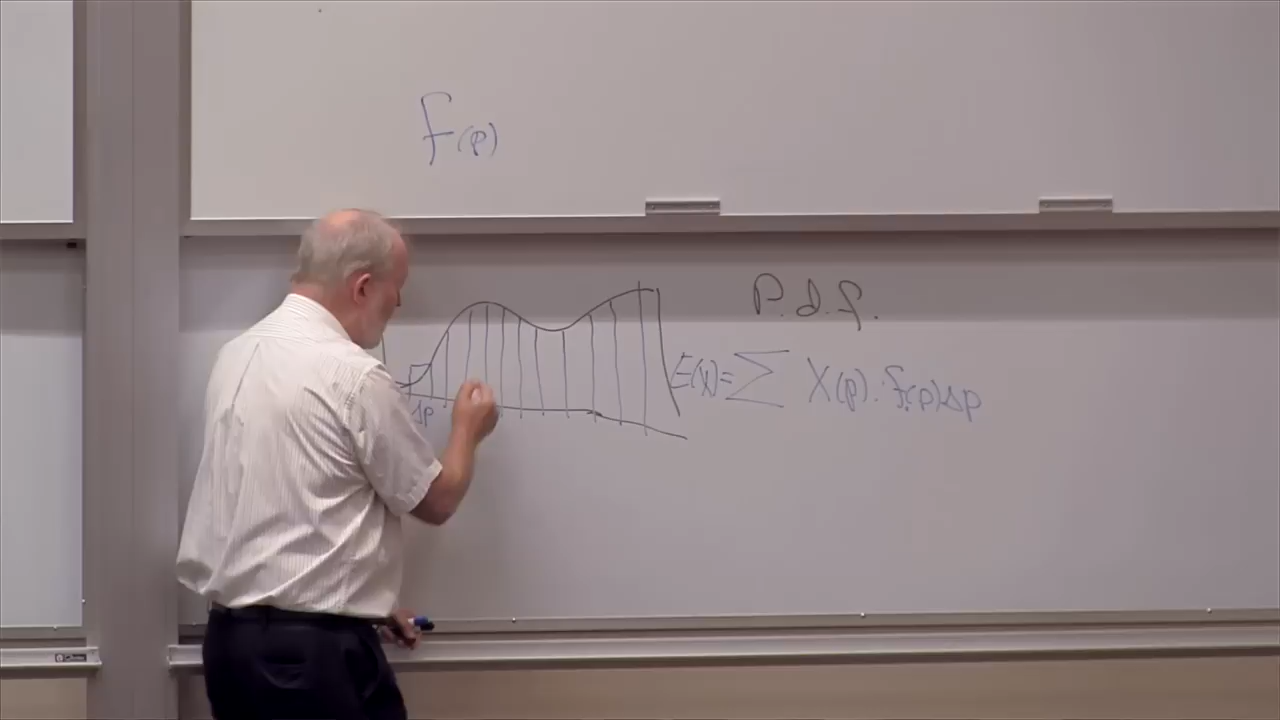 f(p)
P.d.f.
E(X)=∑ X(p)·f(p)Δp
Δp